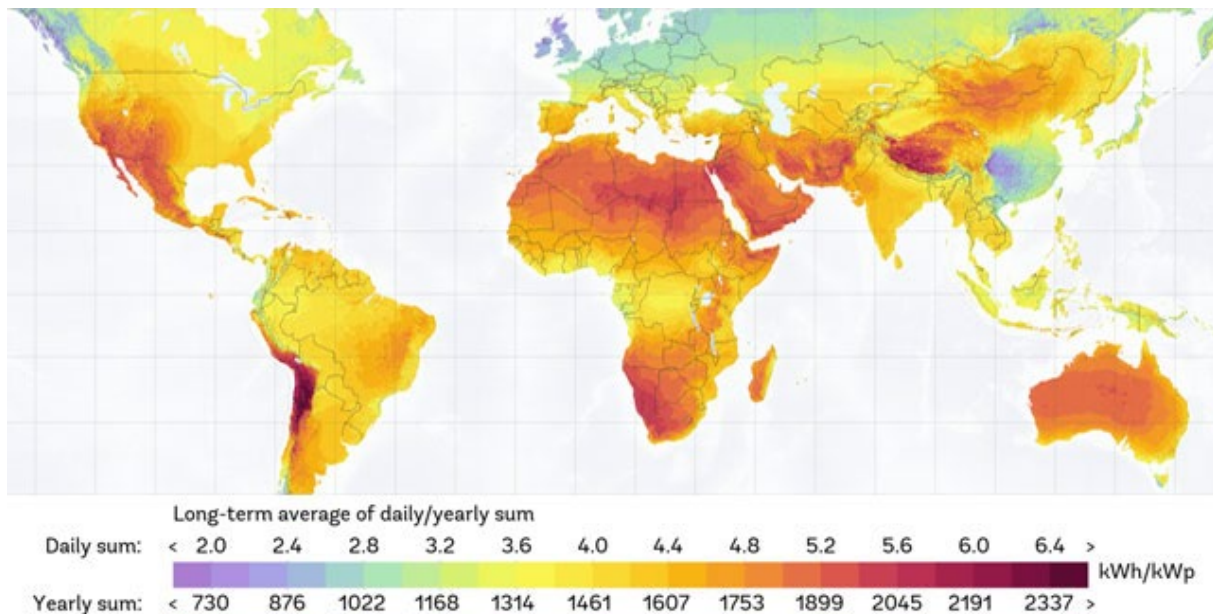 Long-term average of daily/yearly sum
Daily sum: < 2.0 2.4 2.8 3.2 3.6 4.0 4.4 4.8 5.2 5.6 6.0 6.4 >
kWh/kWp
Yearly sum: < 730 876 1022 1168 1314 1461 1607 1753 1899 2045 2191 2337 >